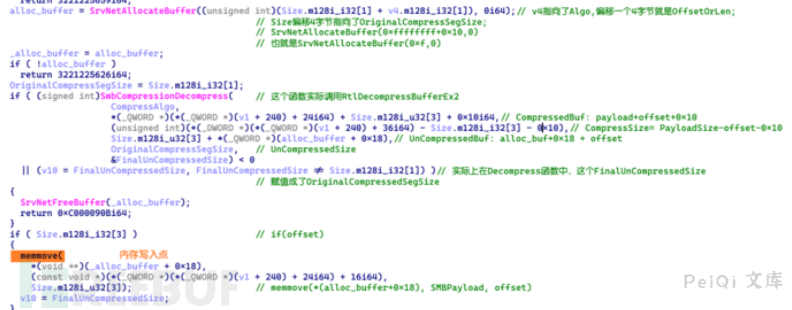 alloc_buffer = SrvNetAllocateBuffer((unsigned int)(Size.m128i_i32[1] + v4.m128i_i32[1]), 0i64);// v4指向了Algo,偏移一个4字节就是OffsetOrLen;
// Size偏移4字节指向了OriginalCompressSegSize;
// SrvNetAllocateBuffer(0xffffffff+0x10,0)
// 也就是SrvNetAllocateBuffer(0xf,0)
_alloc_buffer = alloc_buffer;
if ( !alloc_buffer )
return 3221225626i64;
OriginalCompressSegSize = Size.m128i_i32[1];
if ( (signed int)SmbCompressionDecompress( // 这个函数实际调用RtlDecompressBufferEx2
CompressAlgo,
*(_QWORD *)(*(_QWORD *)(v1 + 240) + 24i64) + Size.m128i_u32[3] + 0x10i64,// CompressedBuf: payload+offset+0x10
(unsigned int)(*(_DWORD *)(*(_QWORD *)(v1 + 240) + 36i64) - Size.m128i_i32[3] - 0x10),// CompressSize= PayloadSize-offset-0x10
Size.m128i_u32[3] + *(_QWORD *)(alloc_buffer + 0x18),// UnCompressedBuf: alloc_buf+0x18 + offset
OriginalCompressSegSize, // UnCompressedSize
&FinalUnCompressedSize) < 0
|| (v10 = FinalUnCompressedSize, FinalUnCompressedSize ≠ Size.m128i_i32[1]) )// 实际上在Decompress函数中，这个FinalUnCompressedSize
// 赋值成了OriginalCompressedSegSize
{
SrvNetFreeBuffer(_alloc_buffer);
return 0xC000090Bi64;
}
if ( Size.m128i_i32[3] ) // if(offset)
{
memmove( 内存写入点
*(void **)(_alloc_buffer + 0x18),
(const void *)(*(_QWORD *)(*(_QWORD *)(v1 + 240) + 24i64) + 16i64),
Size.m128i_u32[3]); // memmove(*(alloc_buffer+0x18), SMBPayload, offset)
v10 = FinalUnCompressedSize;
}
PeiQi 文库